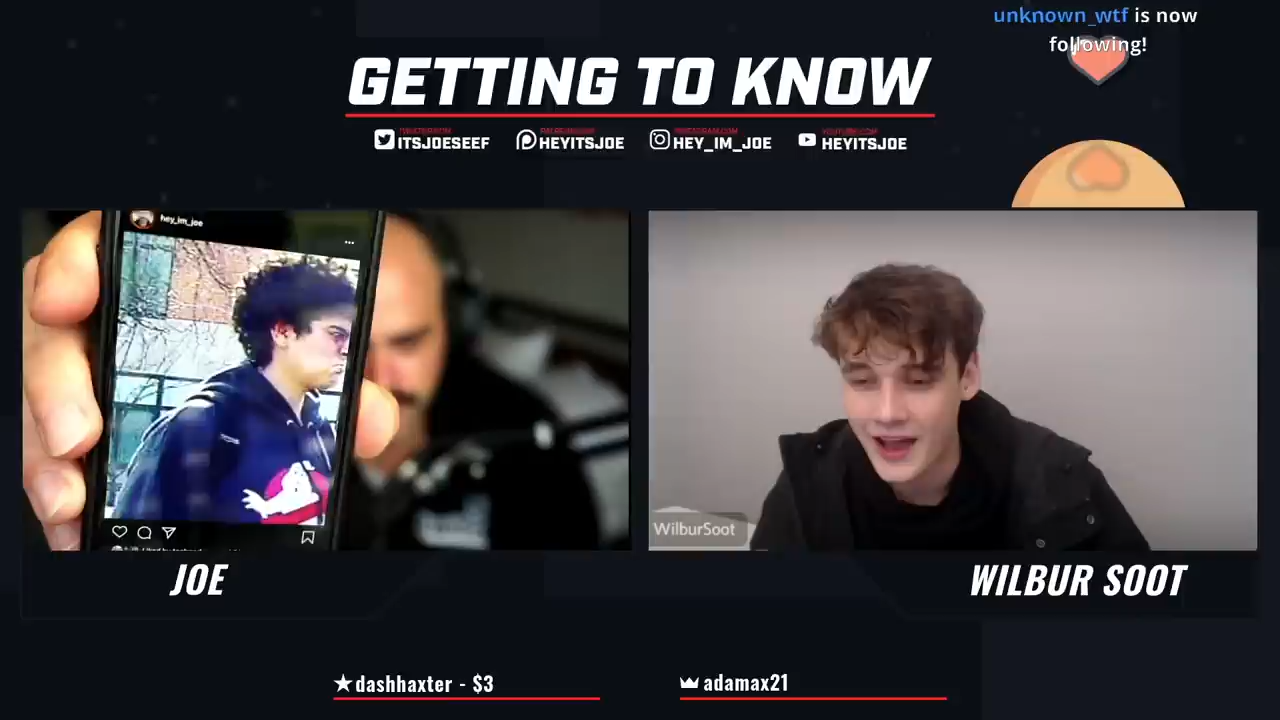 unknown_wtf is now
following!
GETTING TO KNOW
ITSJOESEEF
HEYITSJOE
HEY_IM_JOE
HEYITSJOE
hey_im_joe
WilburSoot
JOE
WILBUR SOOT
dashhaxter - $3
adamax21